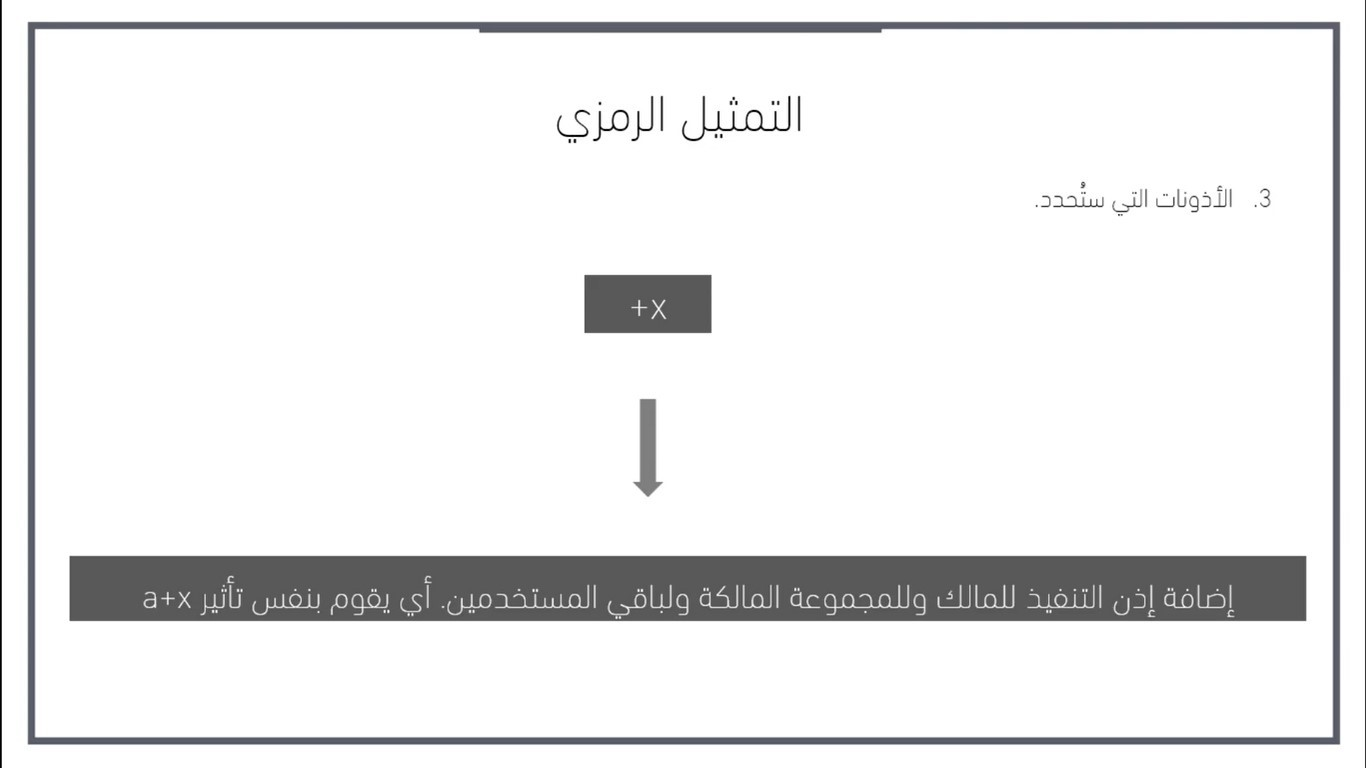 التمثيل الرمزي
3. الأذونات التي ستُحدد.
+x
إضافة إذن التنفيذ للمالك وللمجموعة المالكة ولباقي المستخدمين. أي يقوم بنفس تأثير a+x